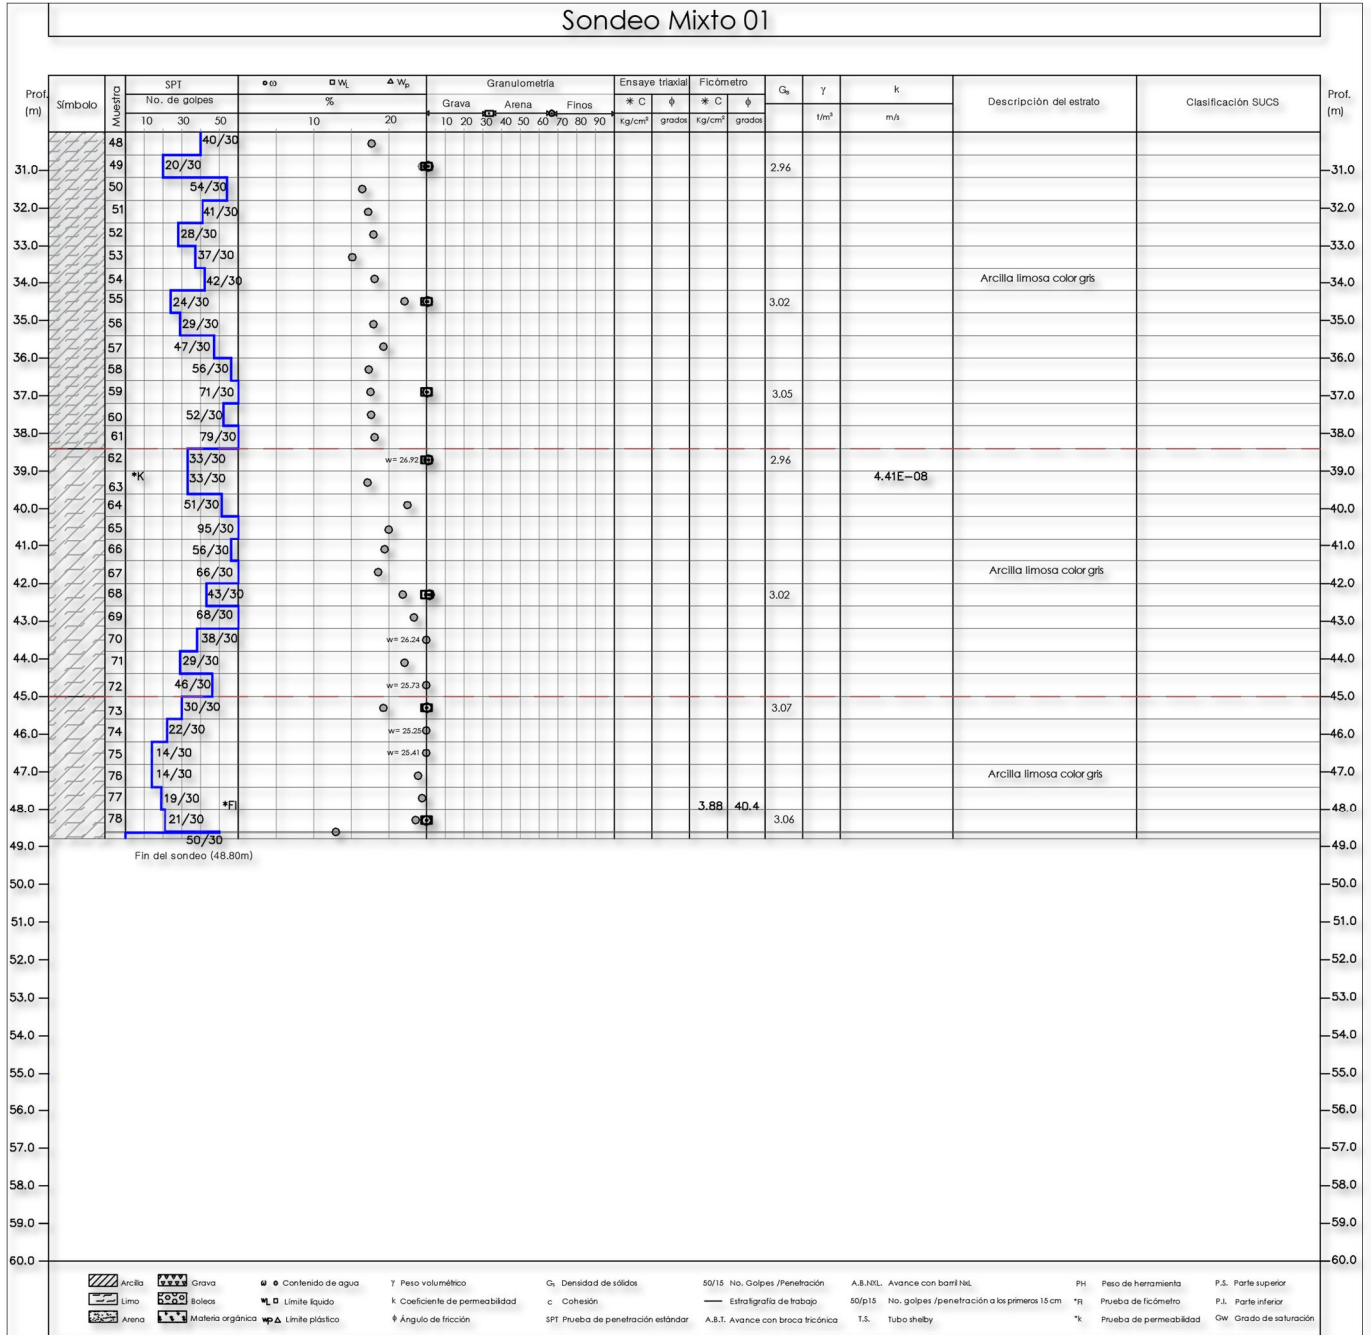 Sondeo Mixto 01
Prof. (m) Símbolo Muestra SPT ω WL Wp Granulometría Ensaye triaxial Ficómetro Gs γ k Descripción del estrato Clasificación SUCS Prof. (m)
No. de golpes % Grava Arena Finos * C φ * C φ t/m³ m/s
10 30 50 10 20 10 20 30 40 50 60 70 80 90 Kg/cm² grados Kg/cm² grados
48 40/30
31.0 49 20/30 2.96 31.0
50 54/30
32.0 51 41/30 32.0
52 28/30
33.0 53 37/30 33.0
34.0 54 42/30 Arcilla limosa color gris 34.0
55 24/30 3.02
35.0 56 29/30 35.0
57 47/30
36.0 58 56/30 36.0
37.0 59 71/30 3.05 37.0
60 52/30
38.0 61 79/30 38.0
62 33/30 w= 26.92 2.96
39.0 *K 63 33/30 4.41E-08 39.0
40.0 64 51/30 40.0
65 95/30
41.0 66 56/30 41.0
67 66/30 Arcilla limosa color gris
42.0 68 43/30 3.02 42.0
43.0 69 68/30 43.0
70 38/30 w= 26.24
44.0 71 29/30 44.0
72 46/30 w= 25.73
45.0 73 30/30 3.07 45.0
46.0 74 22/30 w= 25.25 46.0
75 14/30 w= 25.41
47.0 76 14/30 Arcilla limosa color gris 47.0
48.0 77 19/30 *FI 3.88 40.4 48.0
78 21/30 3.06
50/30
49.0 49.0
Fin del sondeo (48.80m)
50.0 50.0
51.0 51.0
52.0 52.0
53.0 53.0
54.0 54.0
55.0 55.0
56.0 56.0
57.0 57.0
58.0 58.0
59.0 59.0
60.0 60.0
Arcilla Grava ω Contenido de agua γ Peso volumétrico Gs Densidad de sólidos 50/15 No. Golpes /Penetración A.B.NXL. Avance con barril NxL PH Peso de herramienta P.S. Parte superior
Limo Boleos WL Límite líquido k Coeficiente de permeabilidad c Cohesión Estratigrafía de trabajo 50/p15 No. golpes /penetración a los primeros 15 cm *FI Prueba de ficómetro P.I. Parte inferior
Arena Materia orgánica wp Límite plástico φ Ángulo de fricción SPT Prueba de penetración estándar A.B.T. Avance con broca tricónica T.S. Tubo shelby *k Prueba de permeabilidad Gw Grado de saturación